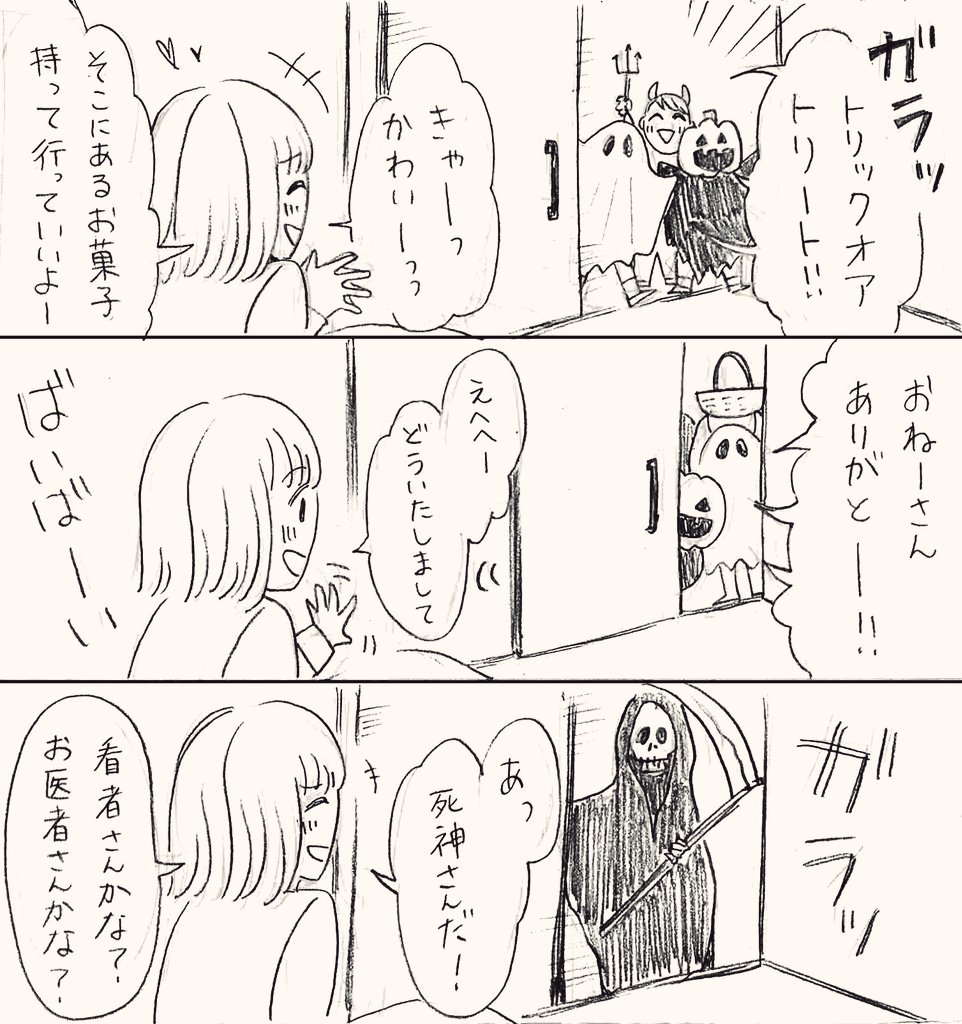 ガラッ
トリックオア
トリート!!
きゃーっ
かわいーっっ
そこにあるお菓子
持って行っていいよー
おねーさん
ありがとー!!
えへへー
どういたしまして
ばいばーい
ガラッ
あっ
死神さんだ!
看者さんかな?
お医者さんかな?